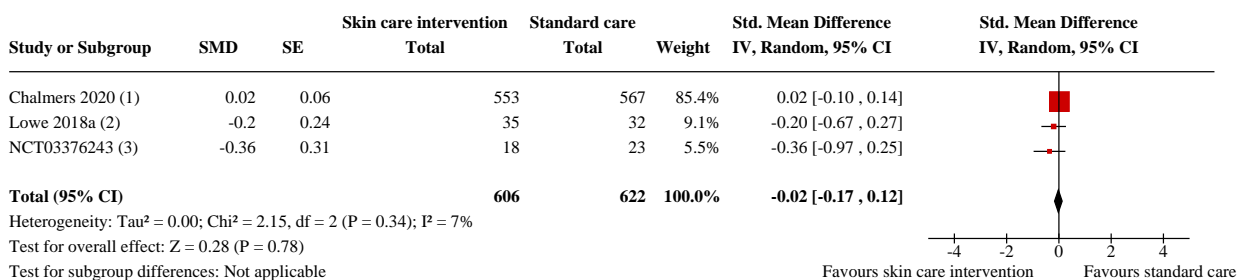 Skin care intervention Standard care Std. Mean Difference Std. Mean Difference
Study or Subgroup SMD SE Total Total Weight IV, Random, 95% CI IV, Random, 95% CI
Chalmers 2020 (1) 0.02 0.06 553 567 85.4% 0.02 [-0.10 , 0.14]
Lowe 2018a (2) -0.2 0.24 35 32 9.1% -0.20 [-0.67 , 0.27]
NCT03376243 (3) -0.36 0.31 18 23 5.5% -0.36 [-0.97 , 0.25]
Total (95% CI) 606 622 100.0% -0.02 [-0.17 , 0.12]
Heterogeneity: Tau² = 0.00; Chi² = 2.15, df = 2 (P = 0.34); I² = 7%
Test for overall effect: Z = 0.28 (P = 0.78)
-4 -2 0 2 4
Test for subgroup differences: Not applicable Favours skin care intervention Favours standard care